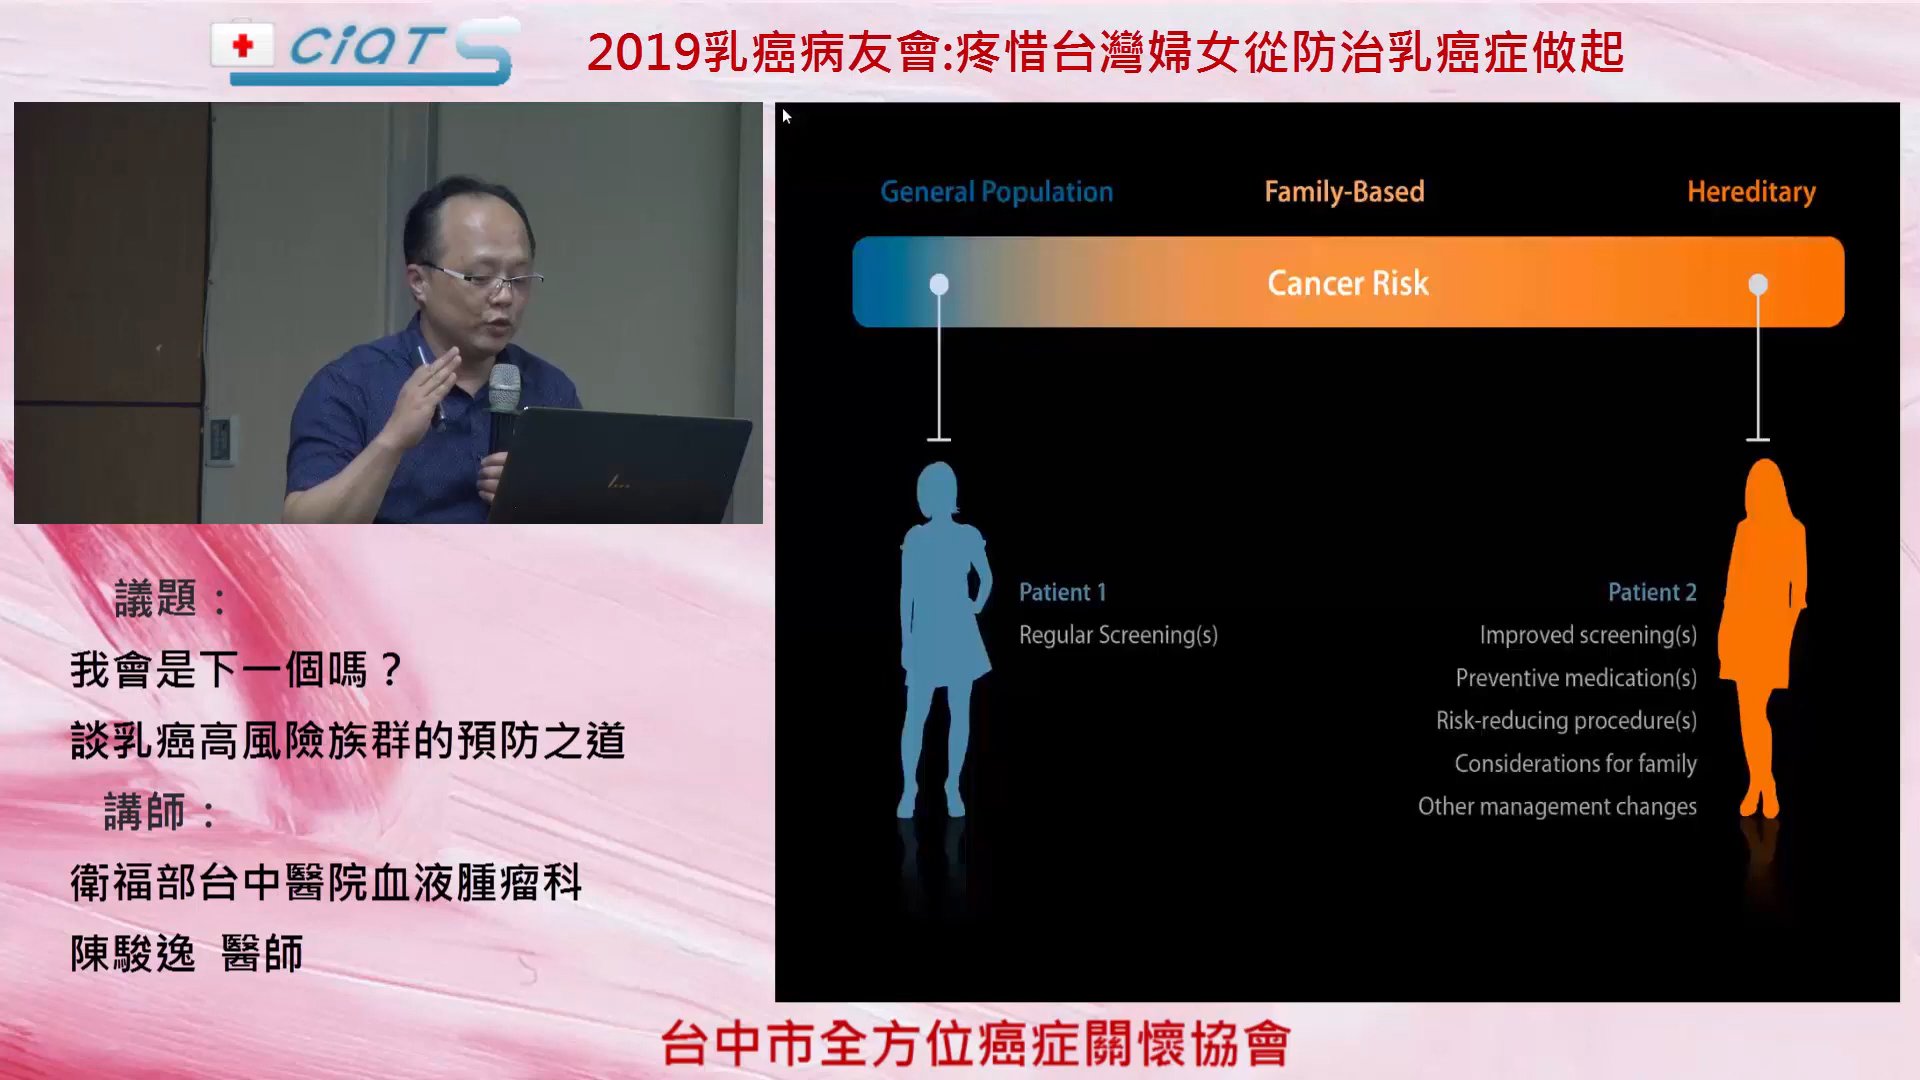 ciaTS
2019乳癌病友會:疼惜台灣婦女從防治乳癌症做起
General Population
Family-Based
Hereditary
Cancer Risk
Patient 1
Regular Screening(s)
Patient 2
Improved screening(s)
Preventive medication(s)
Risk-reducing procedure(s)
Considerations for family
Other management changes
議題：
我會是下一個嗎？
談乳癌高風險族群的預防之道
講師：
衛福部台中醫院血液腫瘤科
陳駿逸 醫師
台中市全方位癌症關懷協會